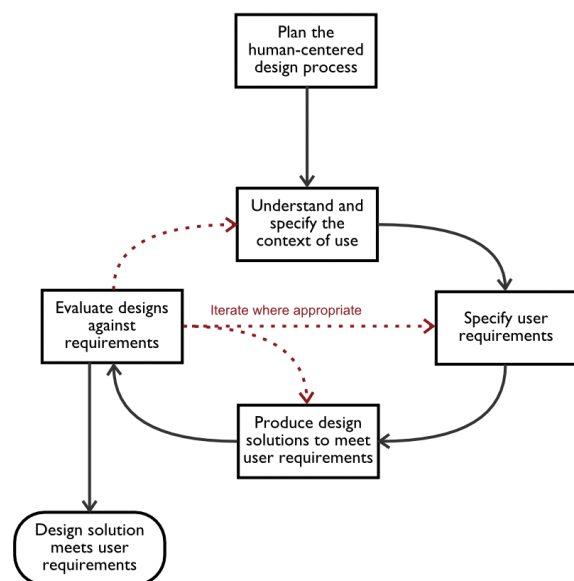 Plan the
human-centered
design process
Understand and
specify the
context of use
Evaluate designs
against
requirements
Iterate where appropriate
Specify user
requirements
Produce design
solutions to meet
user requirements
Design solution
meets user
requirements